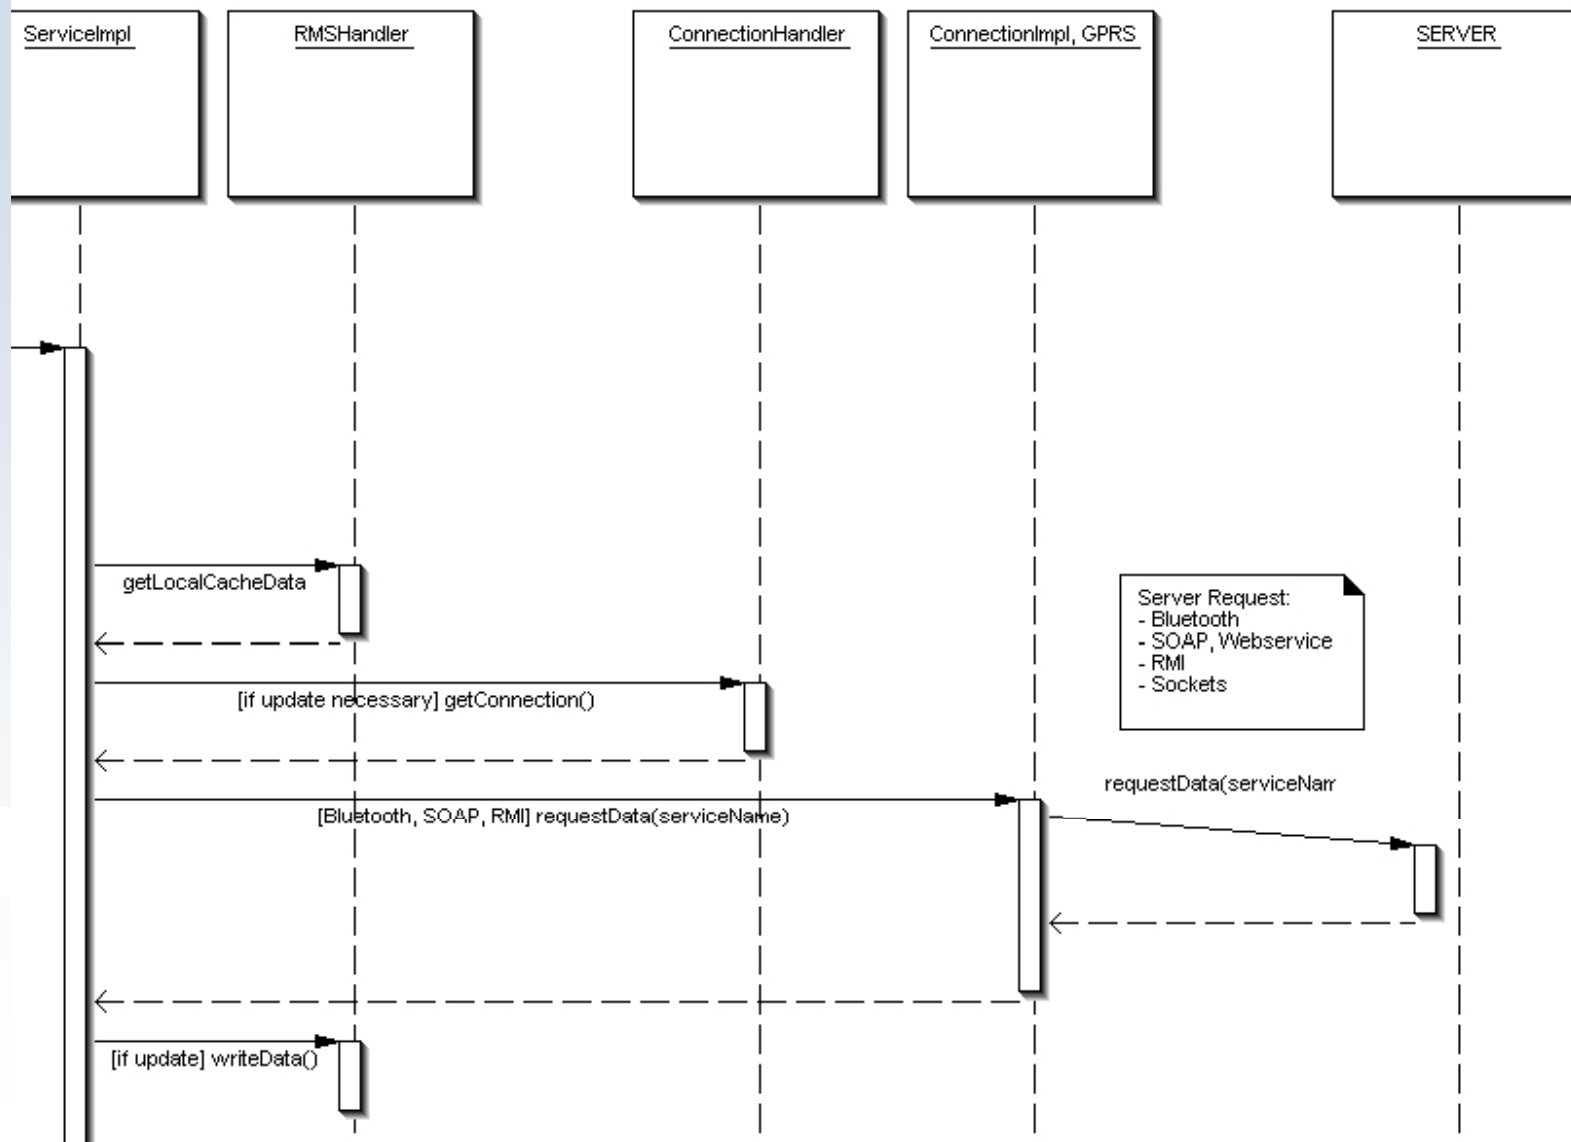 ServiceImpl
RMSHandler
ConnectionHandler
ConnectionImpl, GPRS
SERVER
getLocalCacheData
Server Request:
- Bluetooth
- SOAP, Webservice
- RMI
- Sockets
[if update necessary] getConnection()
requestData(serviceNam
[Bluetooth, SOAP, RMI] requestData(serviceName)
[if update] writeData()